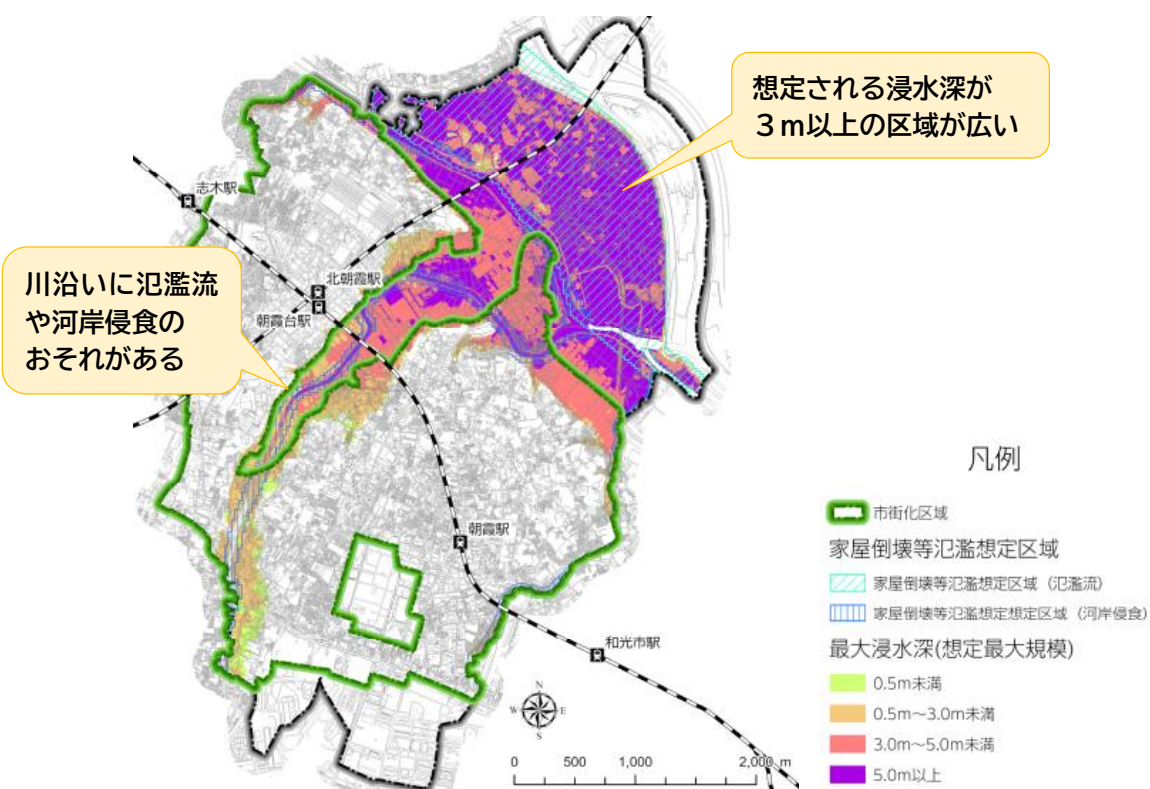 想定される浸水深が
３ｍ以上の区域が広い
志木駅
川沿いに氾濫流
や河岸侵食の
おそれがある
北朝霞駅
朝霞台駅
朝霞駅
和光市駅
N
W E
S
0 500 1,000 2,000 m
凡例
市街化区域
家屋倒壊等氾濫想定区域
家屋倒壊等氾濫想定区域（氾濫流）
家屋倒壊等氾濫想定想定区域（河岸侵食）
最大浸水深(想定最大規模)
0.5m未満
0.5m～3.0m未満
3.0m～5.0m未満
5.0m以上